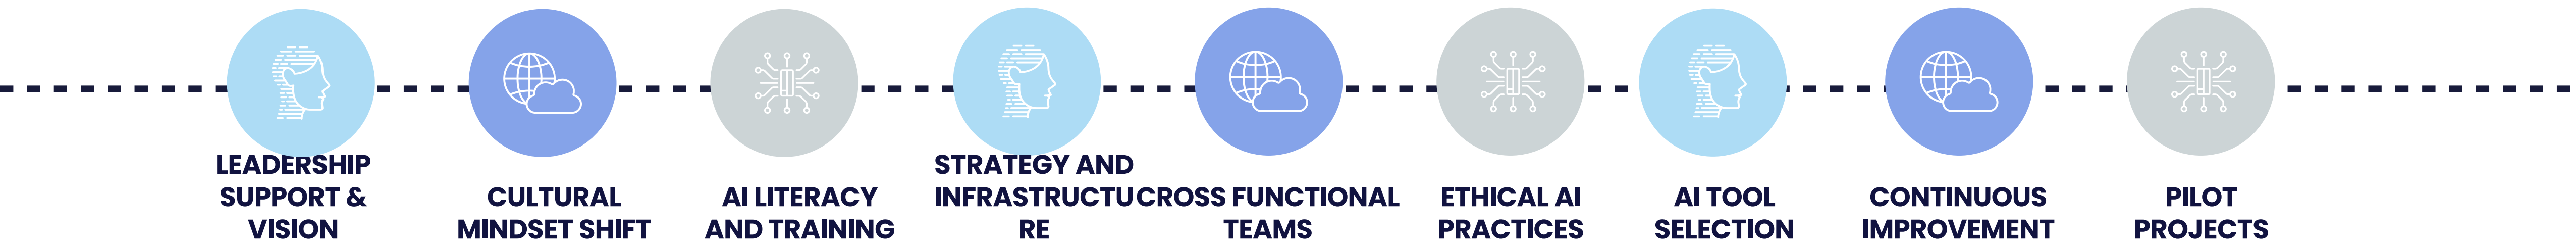 LEADERSHIP
SUPPORT &
VISION
CULTURAL
MINDSET SHIFT
AI LITERACY
AND TRAINING
STRATEGY AND
INFRASTRUCTU
RE
CROSS FUNCTIONAL
TEAMS
ETHICAL AI
PRACTICES
AI TOOL
SELECTION
CONTINUOUS
IMPROVEMENT
PILOT
PROJECTS